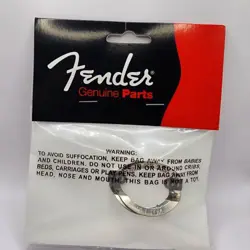 Fender
Genuine Parts
WARNING:
TO AVOID SUFFOCATION, KEEP BAG AWAY FROM BABIES
AND CHILDREN. DO NOT USE IN OR AROUND CRIBS,
BEDS, CARRIAGES OR PLAY PENS. KEEP BAG AWAY FROM
HEAD, NOSE AND MOUTH. THIS BAG IS NOT A TOY.